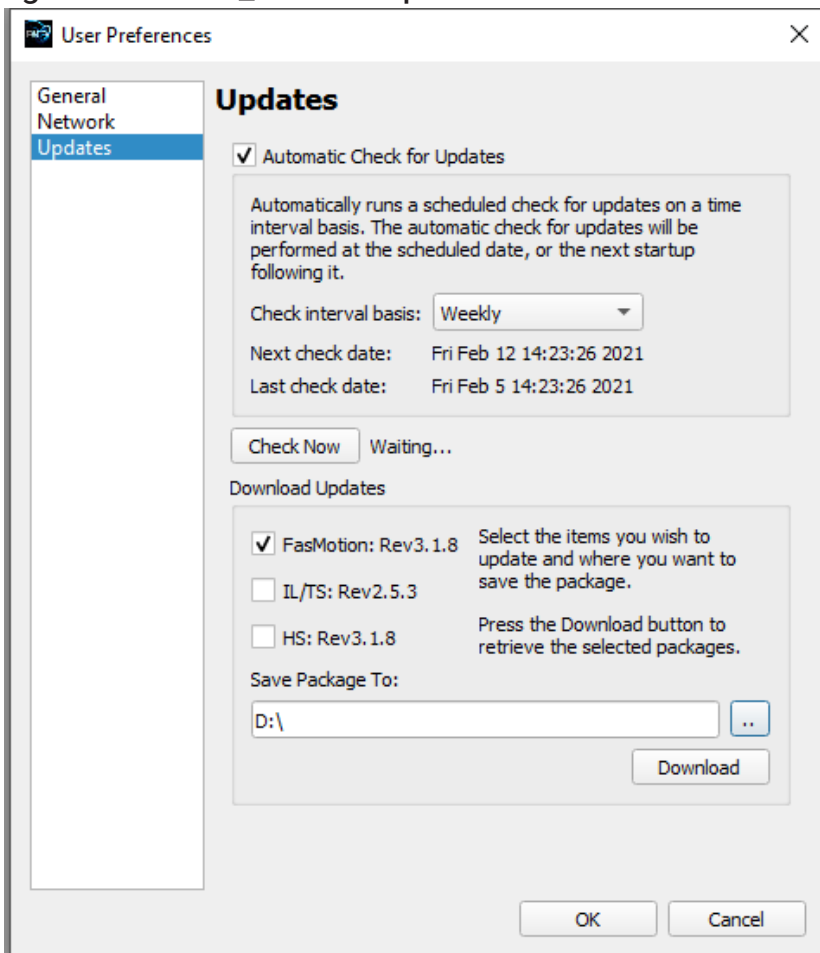 User Preferences
General
Network
Updates
Updates
Automatic Check for Updates
Automatically runs a scheduled check for updates on a time
interval basis. The automatic check for updates will be
performed at the scheduled date, or the next startup
following it.
Check interval basis: Weekly
Next check date: Fri Feb 12 14:23:26 2021
Last check date: Fri Feb 5 14:23:26 2021
Check Now Waiting...
Download Updates
FasMotion: Rev3.1.8
IL/TS: Rev2.5.3
HS: Rev3.1.8
Select the items you wish to
update and where you want to
save the package.
Press the Download button to
retrieve the selected packages.
Save Package To:
D:\
..
Download
OK Cancel